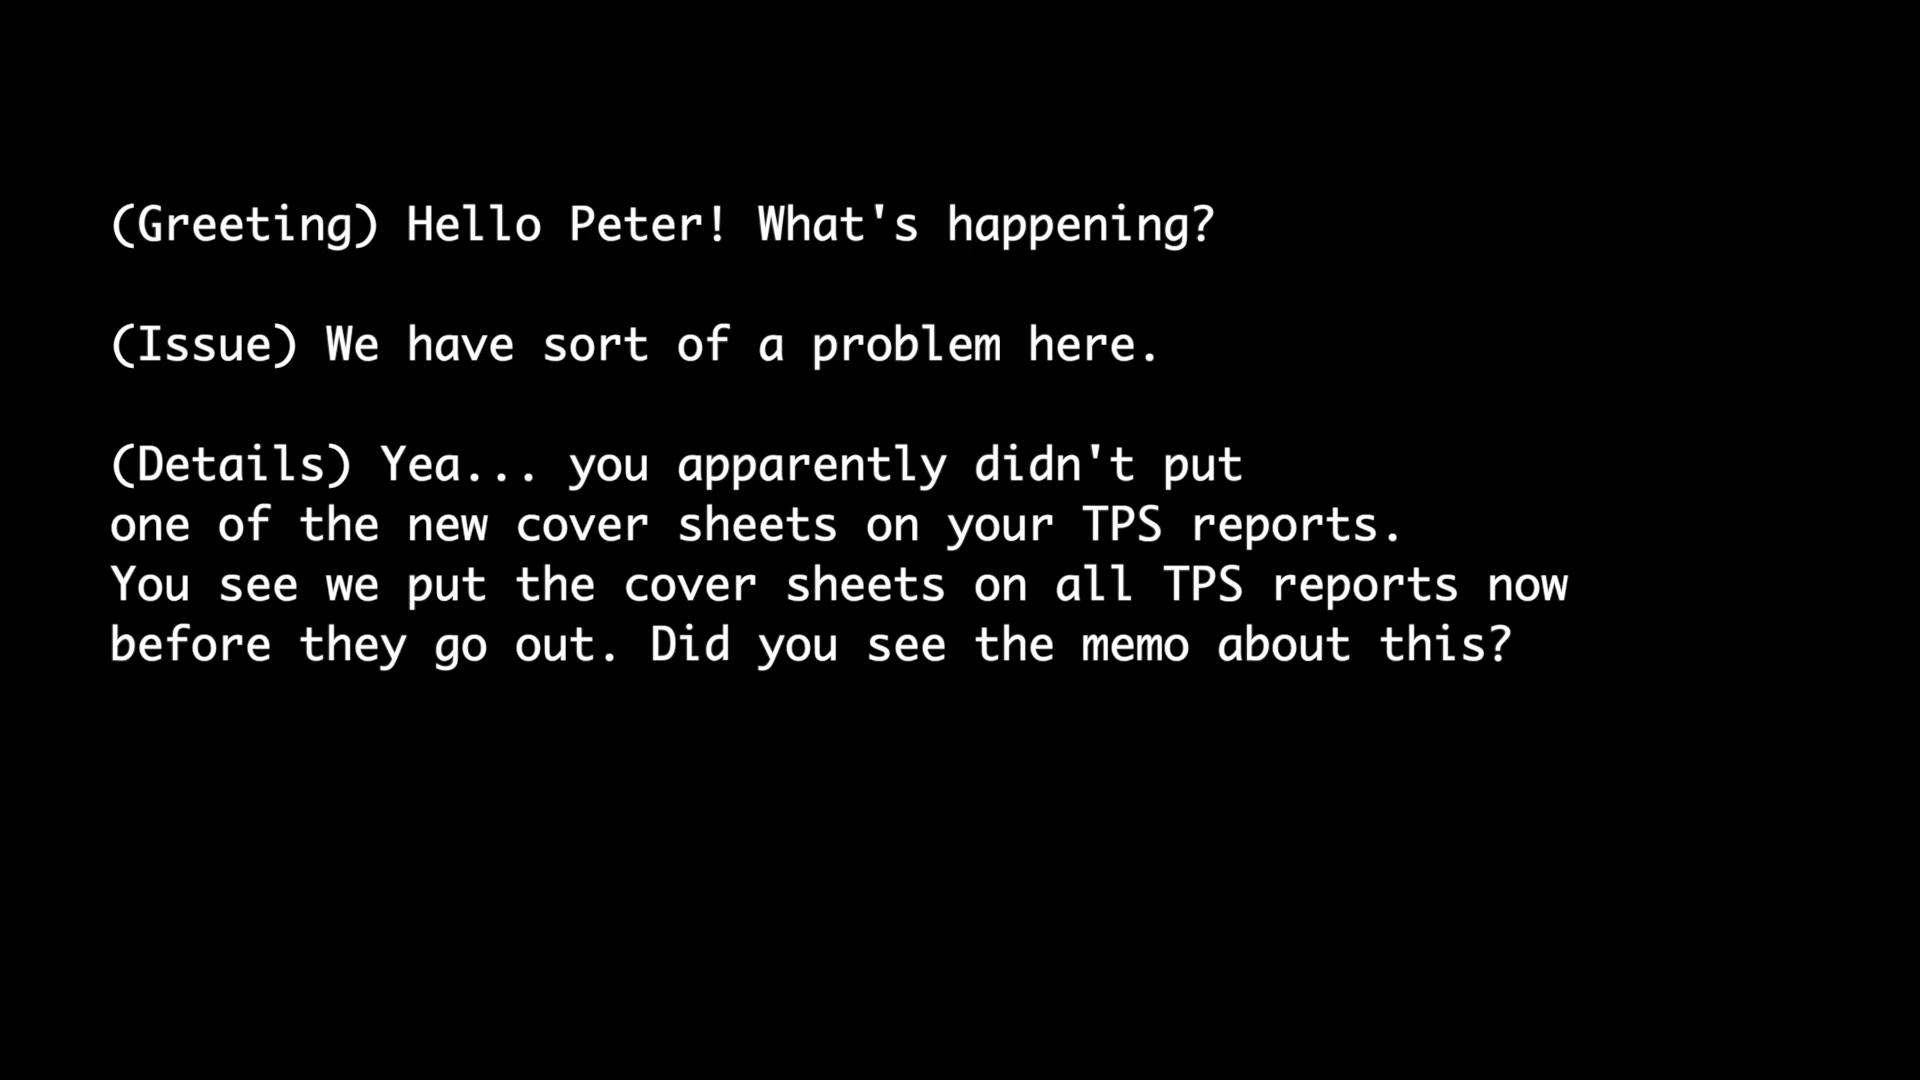 (Greeting) Hello Peter! What's happening?
(Issue) We have sort of a problem here.
(Details) Yea... you apparently didn't put
one of the new cover sheets on your TPS reports.
You see we put the cover sheets on all TPS reports now
before they go out. Did you see the memo about this?